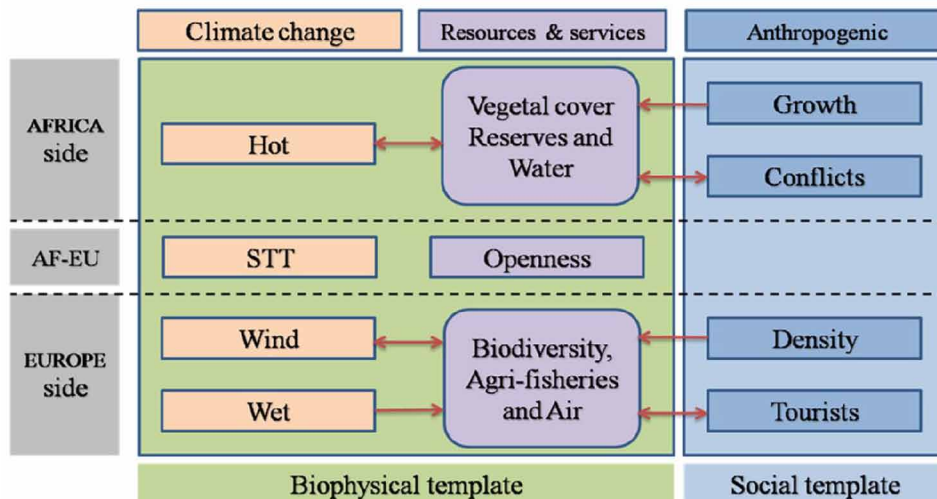 Climate change
Resources & services
Anthropogenic
AFRICA
side
Hot
Vegetal cover
Reserves and
Water
Growth
Conflicts
AF-EU
STT
Openness
EUROPE
side
Wind
Wet
Biodiversity,
Agri-fisheries
and Air
Density
Tourists
Biophysical template
Social template